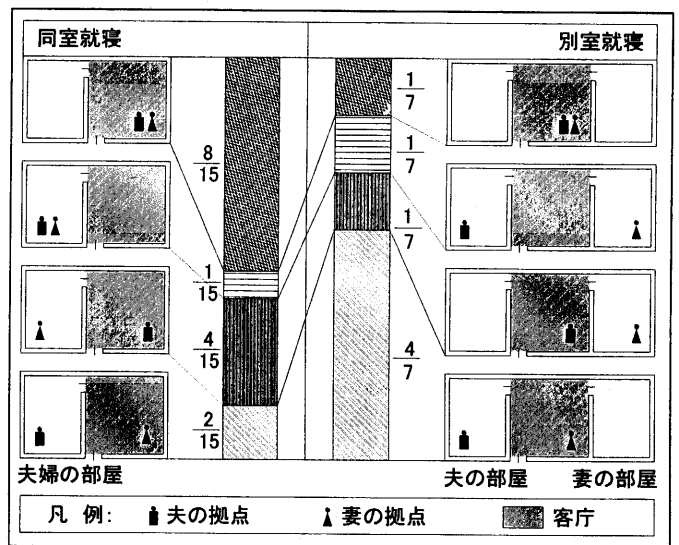 同室就寝
別室就寝
8/15
1/15
4/15
2/15
1/7
1/7
1/7
4/7
夫婦の部屋
夫の部屋 妻の部屋
凡 例: 夫の拠点 妻の拠点 客庁